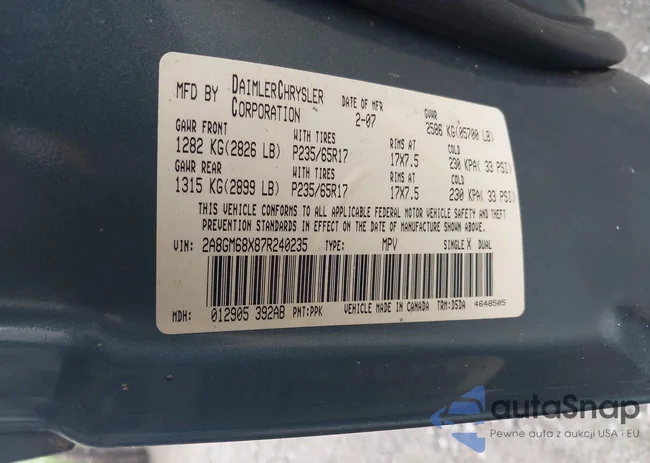 MFD BY DAIMLERCHRYSLER CORPORATION DATE OF MFR 2-07 GVWR 2586 KG(05700 LB)
GAWR FRONT WITH TIRES RIMS AT COLD
1282 KG(2826 LB) P235/65R17 17X7.5 230 KPA( 33 PSI)
GAWR REAR WITH TIRES RIMS AT COLD
1315 KG(2899 LB) P235/65R17 17X7.5 230 KPA( 33 PSI)
THIS VEHICLE CONFORMS TO ALL APPLICABLE FEDERAL MOTOR VEHICLE SAFETY AND THEFT
PREVENTION STANDARDS IN EFFECT ON THE DATE OF MANUFACTURE SHOWN ABOVE.
VIN: 2A8GM68X87R240235 TYPE: MPV SINGLE X DUAL
MDH: 012905 392AB PNT:PPK VEHICLE MADE IN CANADA TRM:D5DA 4648505
autoSnap
Pewne auta z aukcji USA i EU